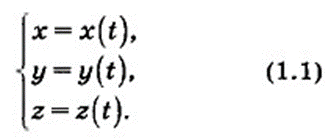 x = x(t),
y = y(t), (1.1)
z = z(t).